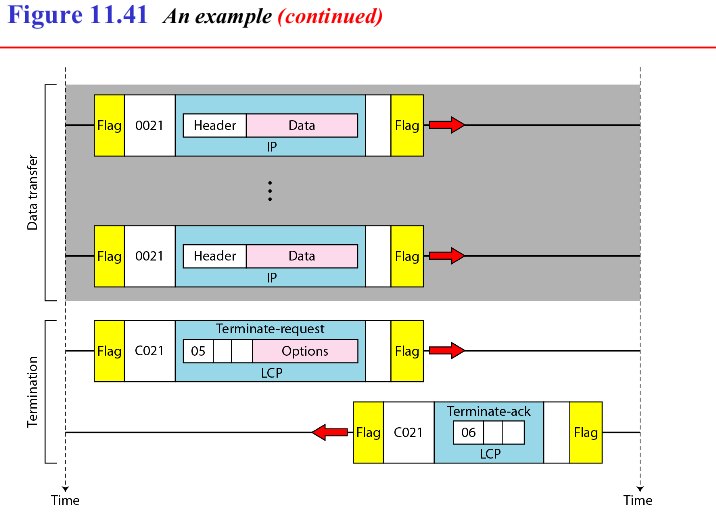 Figure 11.41 An example (continued)
Data transfer
Flag 0021 Header Data Flag
IP
Flag 0021 Header Data Flag
IP
Termination
Terminate-request
Flag C021 05 Options Flag
LCP
Terminate-ack
Flag C021 06 Flag
LCP
Time Time